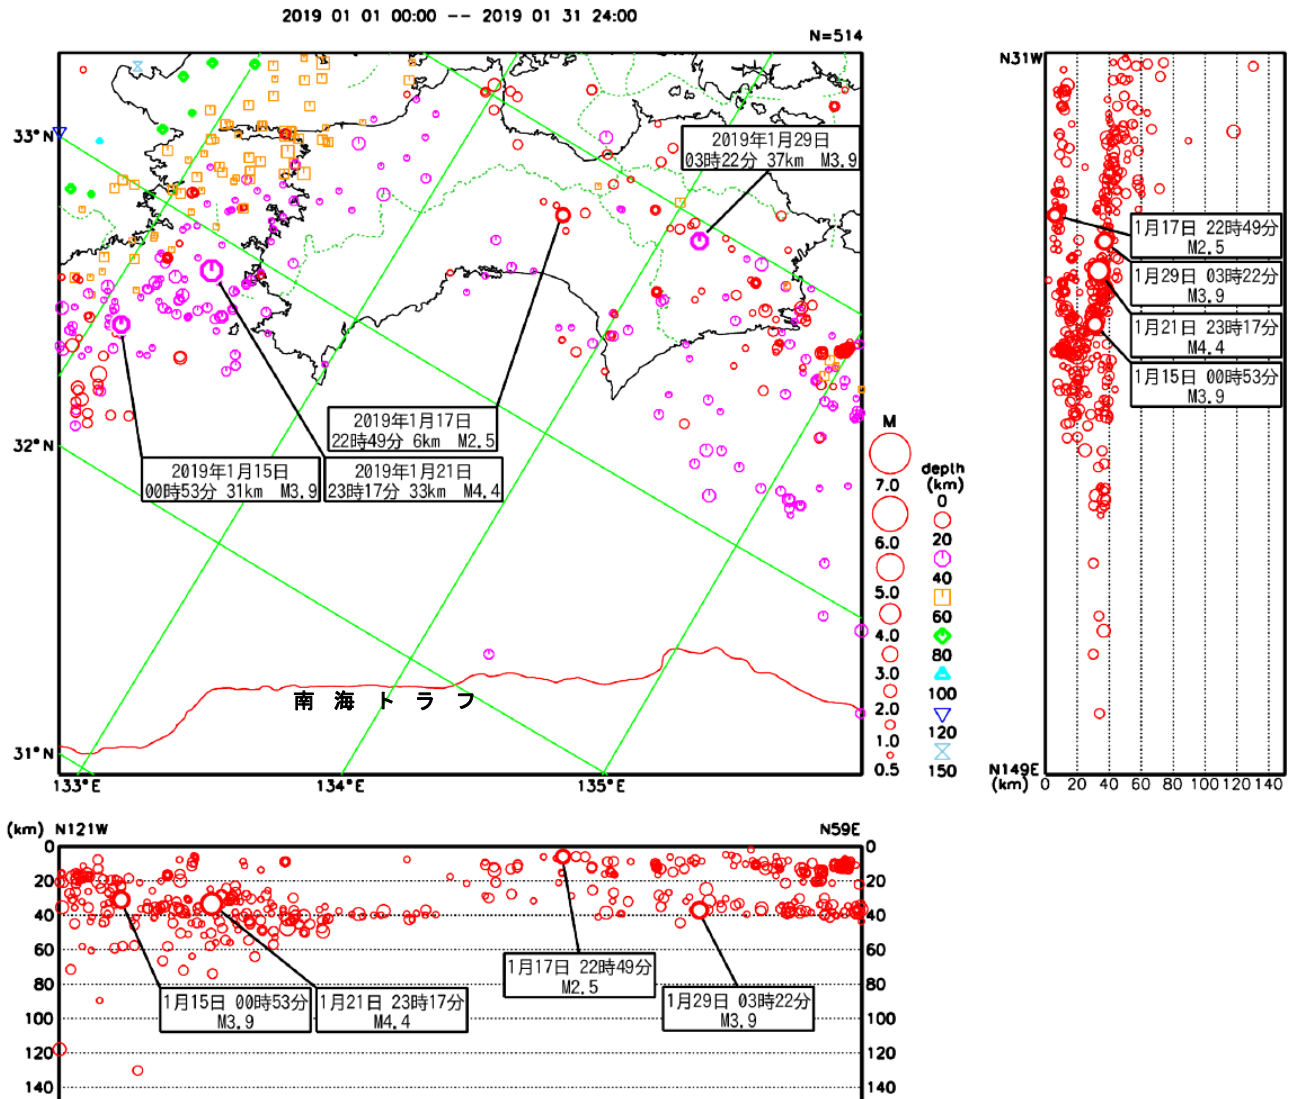 2019 01 01 00:00 -- 2019 01 31 24:00
N=514
33°N
32°N
31°N
133°E
134°E
135°E
2019年1月29日
03時22分 37km M3.9
2019年1月17日
22時49分 6km M2.5
2019年1月15日
00時53分 31km M3.9
2019年1月21日
23時17分 33km M4.4
南海トラフ
M
7.0
6.0
5.0
4.0
3.0
2.0
1.0
0.5
depth
(km)
0
20
40
60
80
100
120
150
N31W
1月17日 22時49分
M2.5
1月29日 03時22分
M3.9
1月21日 23時17分
M4.4
1月15日 00時53分
M3.9
N149E
(km) 0 20 40 60 80 100 120 140
(km) N121W
N59E
0
20
40
60
80
100
120
140
0
20
40
60
80
100
120
140
1月17日 22時49分
M2.5
1月15日 00時53分
M3.9
1月21日 23時17分
M4.4
1月29日 03時22分
M3.9